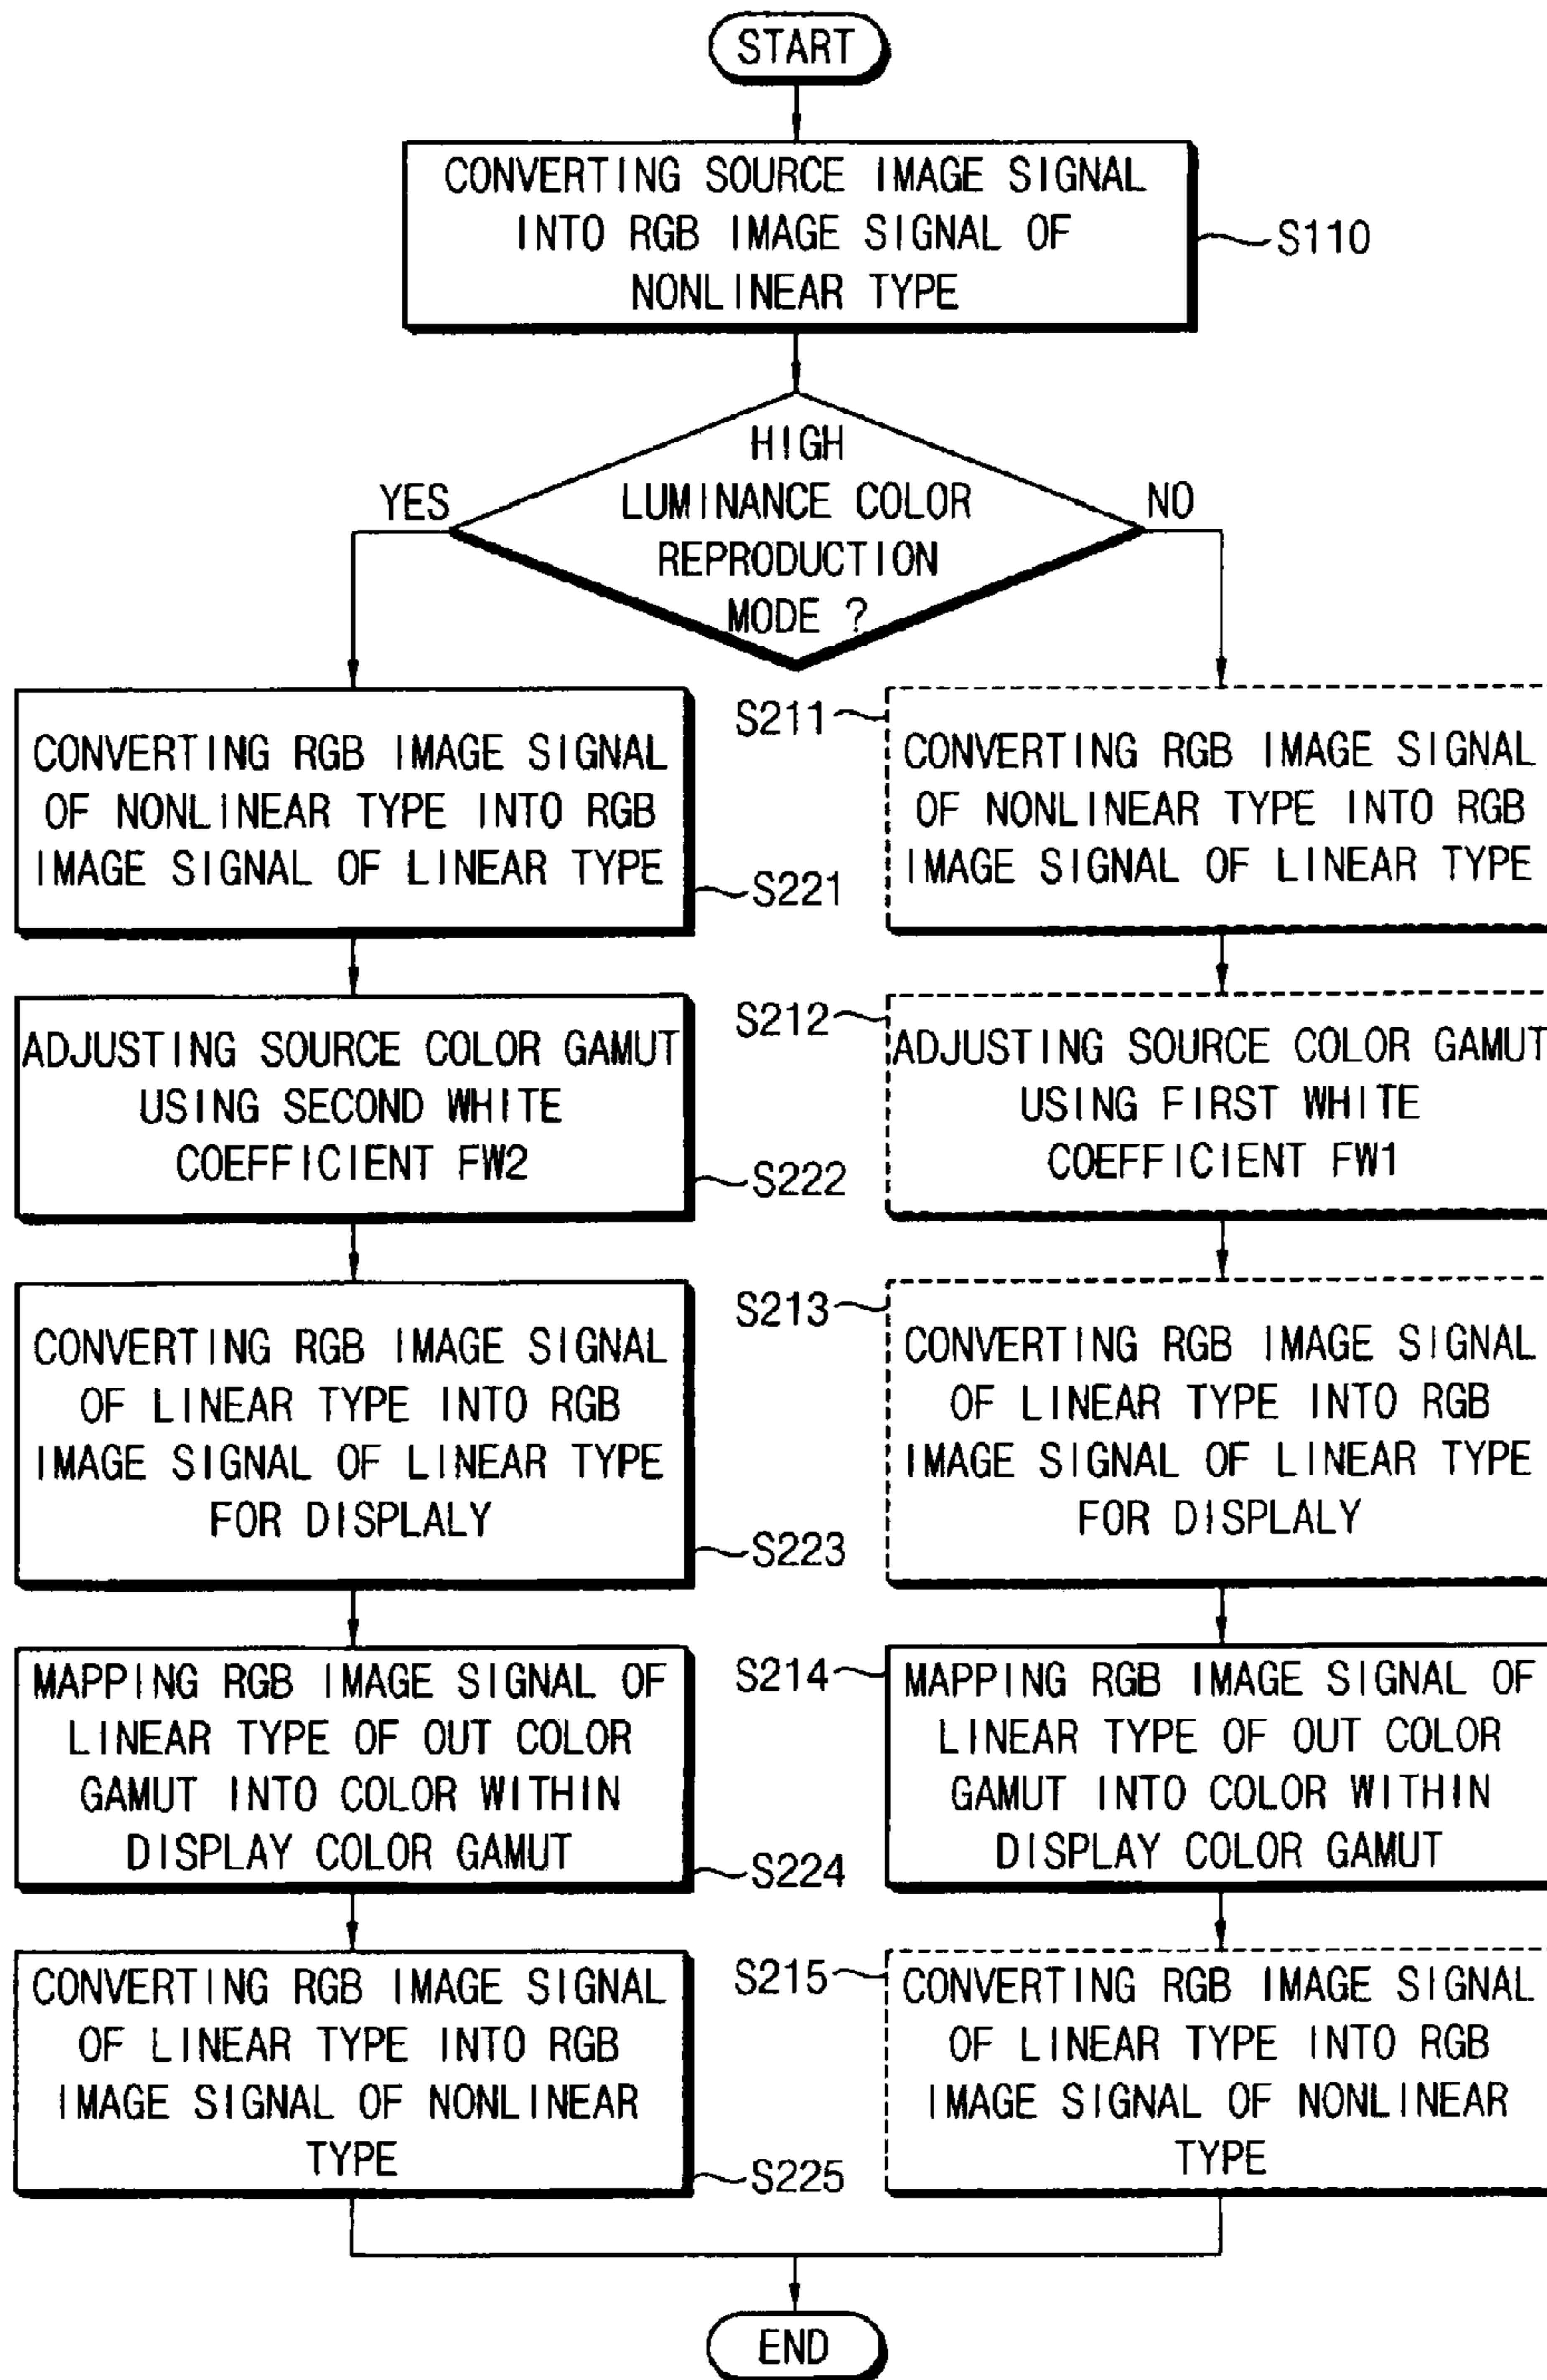 START
CONVERTING SOURCE IMAGE SIGNAL
INTO RGB IMAGE SIGNAL OF
NONLINEAR TYPE
S110
HIGH
LUMINANCE COLOR
REPRODUCTION
MODE ?
YES
NO
CONVERTING RGB IMAGE SIGNAL
OF NONLINEAR TYPE INTO RGB
IMAGE SIGNAL OF LINEAR TYPE
S221
ADJUSTING SOURCE COLOR GAMUT
USING SECOND WHITE
COEFFICIENT FW2
S222
CONVERTING RGB IMAGE SIGNAL
OF LINEAR TYPE INTO RGB
IMAGE SIGNAL OF LINEAR TYPE
FOR DISPLALY
S223
MAPPING RGB IMAGE SIGNAL OF
LINEAR TYPE OF OUT COLOR
GAMUT INTO COLOR WITHIN
DISPLAY COLOR GAMUT
S224
CONVERTING RGB IMAGE SIGNAL
OF LINEAR TYPE INTO RGB
IMAGE SIGNAL OF NONLINEAR
TYPE
S225
S211
CONVERTING RGB IMAGE SIGNAL
OF NONLINEAR TYPE INTO RGB
IMAGE SIGNAL OF LINEAR TYPE
S212
ADJUSTING SOURCE COLOR GAMUT
USING FIRST WHITE
COEFFICIENT FW1
S213
CONVERTING RGB IMAGE SIGNAL
OF LINEAR TYPE INTO RGB
IMAGE SIGNAL OF LINEAR TYPE
FOR DISPLALY
S214
MAPPING RGB IMAGE SIGNAL OF
LINEAR TYPE OF OUT COLOR
GAMUT INTO COLOR WITHIN
DISPLAY COLOR GAMUT
S215
CONVERTING RGB IMAGE SIGNAL
OF LINEAR TYPE INTO RGB
IMAGE SIGNAL OF NONLINEAR
TYPE
END